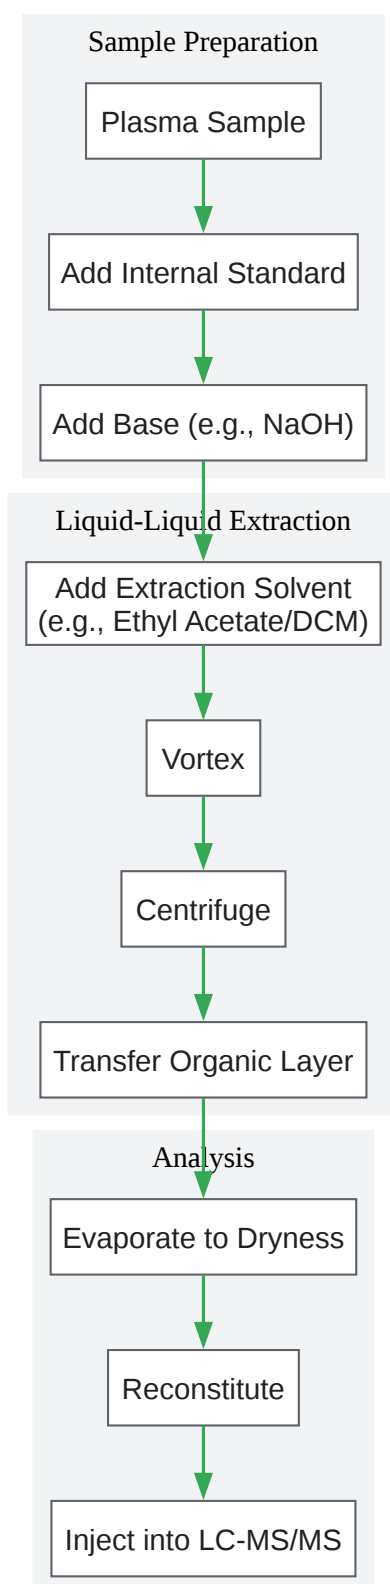 Sample Preparation
Plasma Sample
Add Internal Standard
Add Base (e.g., NaOH)
Liquid-Liquid Extraction
Add Extraction Solvent
(e.g., Ethyl Acetate/DCM)
Vortex
Centrifuge
Transfer Organic Layer
Analysis
Evaporate to Dryness
Reconstitute
Inject into LC-MS/MS